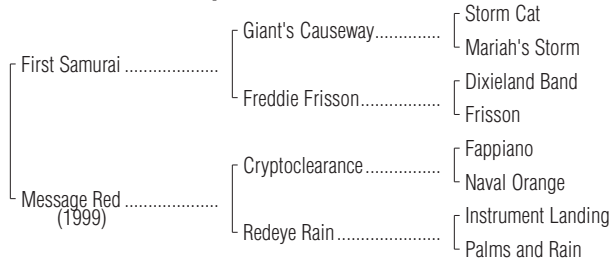 Storm Cat
Giant's Causeway..............
Mariah's Storm
First Samurai ....................
Dixieland Band
Freddie Frisson.................
Frisson
Fappiano
Cryptoclearance................
Naval Orange
Message Red ....................
(1999)
Instrument Landing
Redeye Rain......................
Palms and Rain